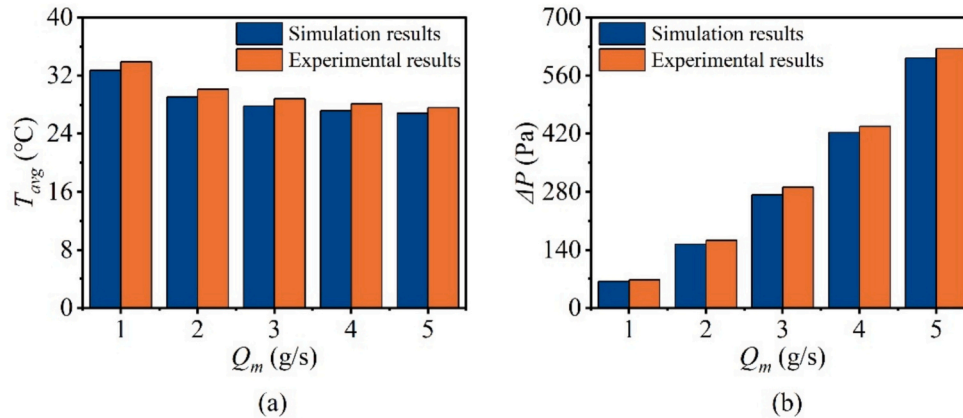 40
32
24
16
8
0
T_avg (°C)
Simulation results
Experimental results
1 2 3 4 5
Q_m (g/s)
(a)
700
560
420
280
140
0
ΔP (Pa)
Simulation results
Experimental results
1 2 3 4 5
Q_m (g/s)
(b)